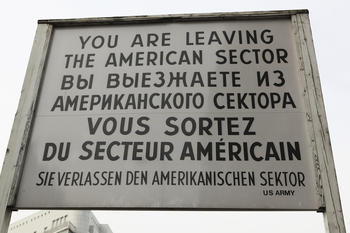 YOU ARE LEAVING
THE AMERICAN SECTOR
ВЫ ВЫЕЗЖАЕТЕ ИЗ
АМЕРИКАНСКОГО СЕКТОРА
VOUS SORTEZ
DU SECTEUR AMÉRICAIN
SIE VERLASSEN DEN AMERIKANISCHEN SEKTOR
US ARMY